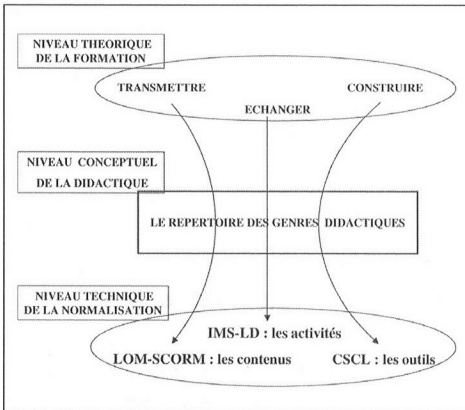 NIVEAU THEORIQUE
DE LA FORMATION
TRANSMETTRE
CONSTRUIRE
ECHANGER
NIVEAU CONCEPTUEL
DE LA DIDACTIQUE
LE REPERTOIRE DES GENRES DIDACTIQUES
NIVEAU TECHNIQUE
DE LA NORMALISATION
IMS-LD : les activités
LOM-SCORM : les contenus
CSCL : les outils